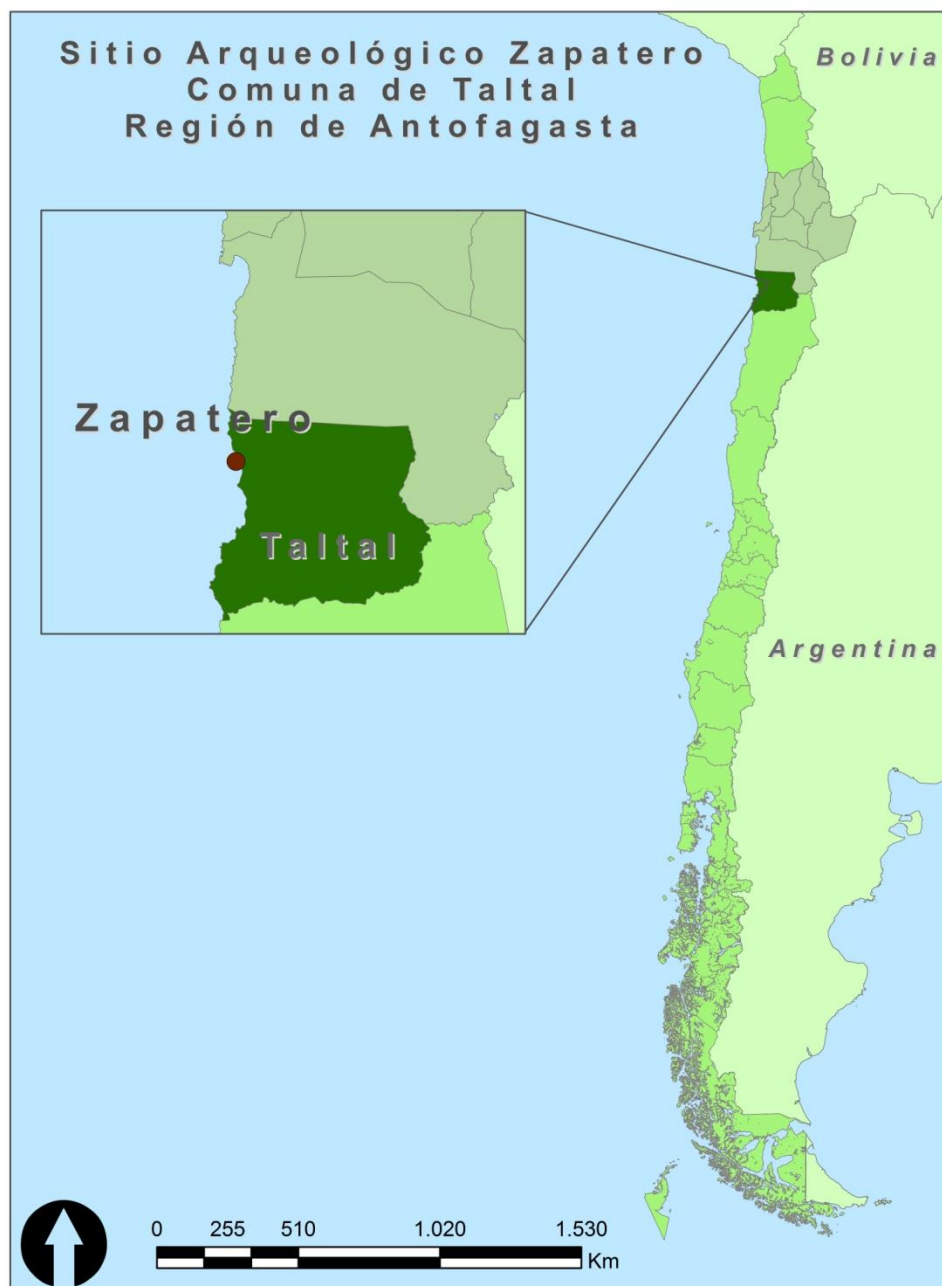 Sitio Arqueológico Zapatero
Comuna de Taltal
Región de Antofagasta
Bolivia
Zapatero
Taltal
Argentina
0 255 510 1.020 1.530
Km